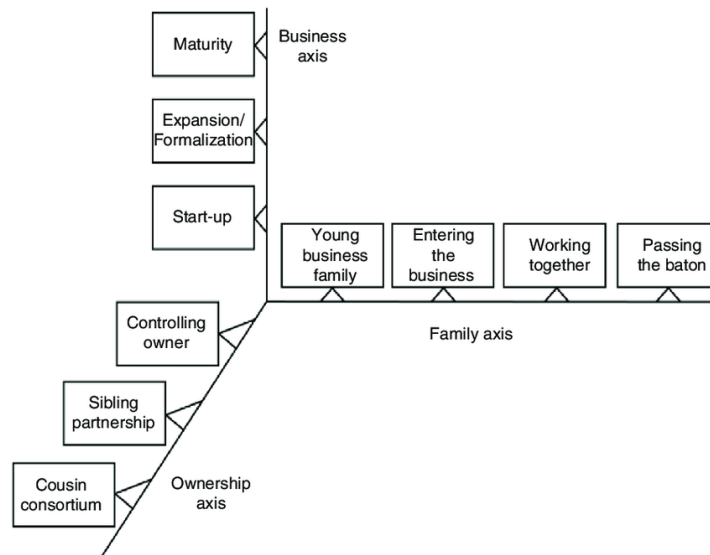 Maturity
Business
axis
Expansion/
Formalization
Start-up
Young
business
family
Entering
the
business
Working
together
Passing
the baton
Controlling
owner
Family axis
Sibling
partnership
Cousin
consortium
Ownership
axis